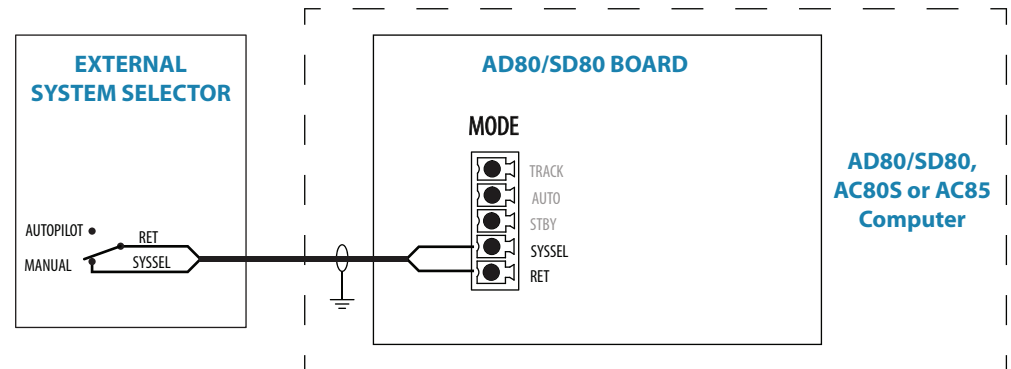 EXTERNAL
SYSTEM SELECTOR
AUTOPILOT
MANUAL
RET
SYSSEL
AD80/SD80 BOARD
MODE
TRACK
AUTO
STBY
SYSSEL
RET
AD80/SD80,
AC80S or AC85
Computer